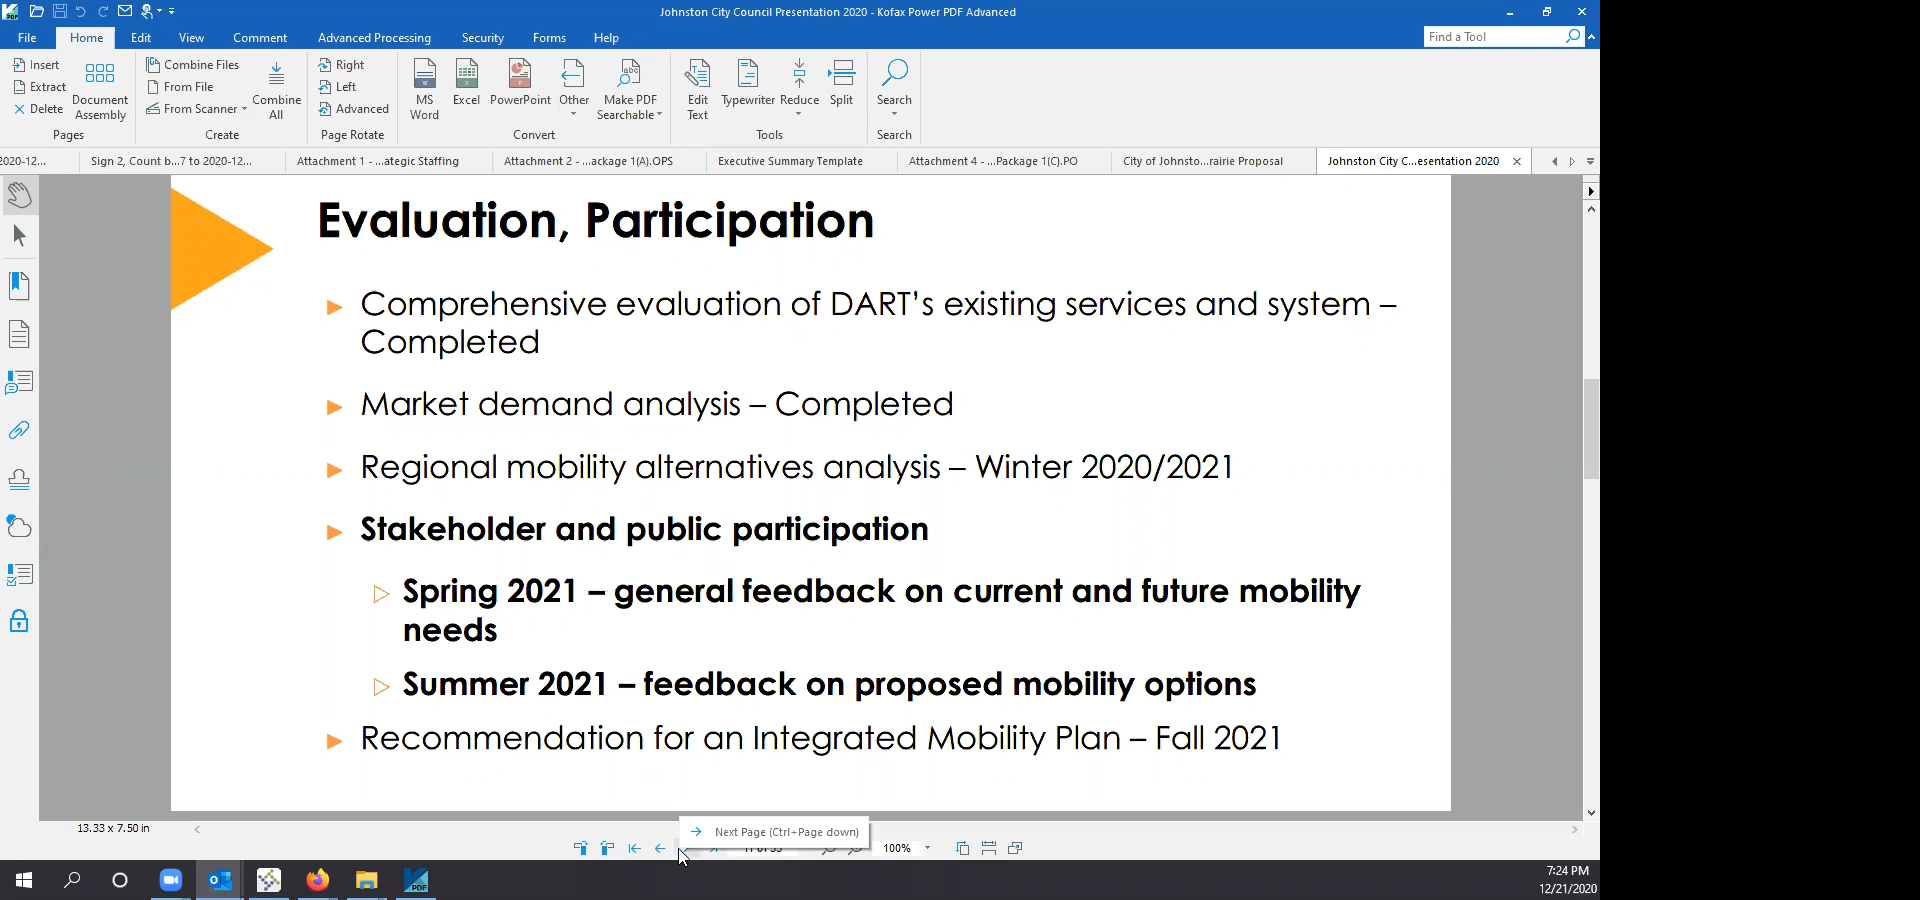 Johnston City Council Presentation 2020 - Kofax Power PDF Advanced
File Home Edit View Comment Advanced Processing Security Forms Help
Find a Tool
Insert
Extract
Delete
Document Assembly
Pages
Combine Files
From File
From Scanner
Combine All
Create
Right
Left
Advanced
Page Rotate
MS Word
Excel
PowerPoint
Other
Make PDF Searchable
Convert
Edit Text
Typewriter
Reduce
Split
Tools
Search
Search
2020-12... Sign 2, Count b...7 to 2020-12... Attachment 1 - ...ategic Staffing Attachment 2 - ...ackage 1(A).OPS Executive Summary Template Attachment 4 - ...Package 1(C).PO City of Johnsto...rairie Proposal Johnston City C...esentation 2020
Evaluation, Participation
Comprehensive evaluation of DART's existing services and system –
Completed
Market demand analysis – Completed
Regional mobility alternatives analysis – Winter 2020/2021
Stakeholder and public participation
Spring 2021 – general feedback on current and future mobility
needs
Summer 2021 – feedback on proposed mobility options
Recommendation for an Integrated Mobility Plan – Fall 2021
13.33 x 7.50 in
Next Page (Ctrl+Page down)
100%
7:24 PM
12/21/2020